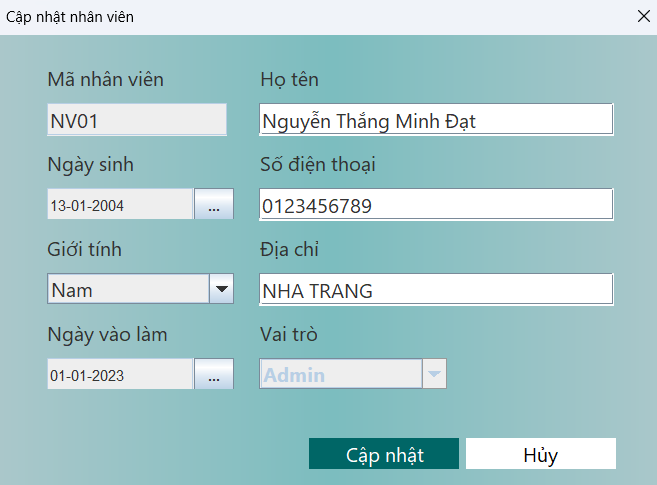 Cập nhật nhân viên
Mã nhân viên
Họ tên
NV01
Nguyễn Thắng Minh Đạt
Ngày sinh
Số điện thoại
13-01-2004
...
0123456789
Giới tính
Địa chỉ
Nam
NHA TRANG
Ngày vào làm
Vai trò
01-01-2023
...
Admin
Cập nhật
Hủy